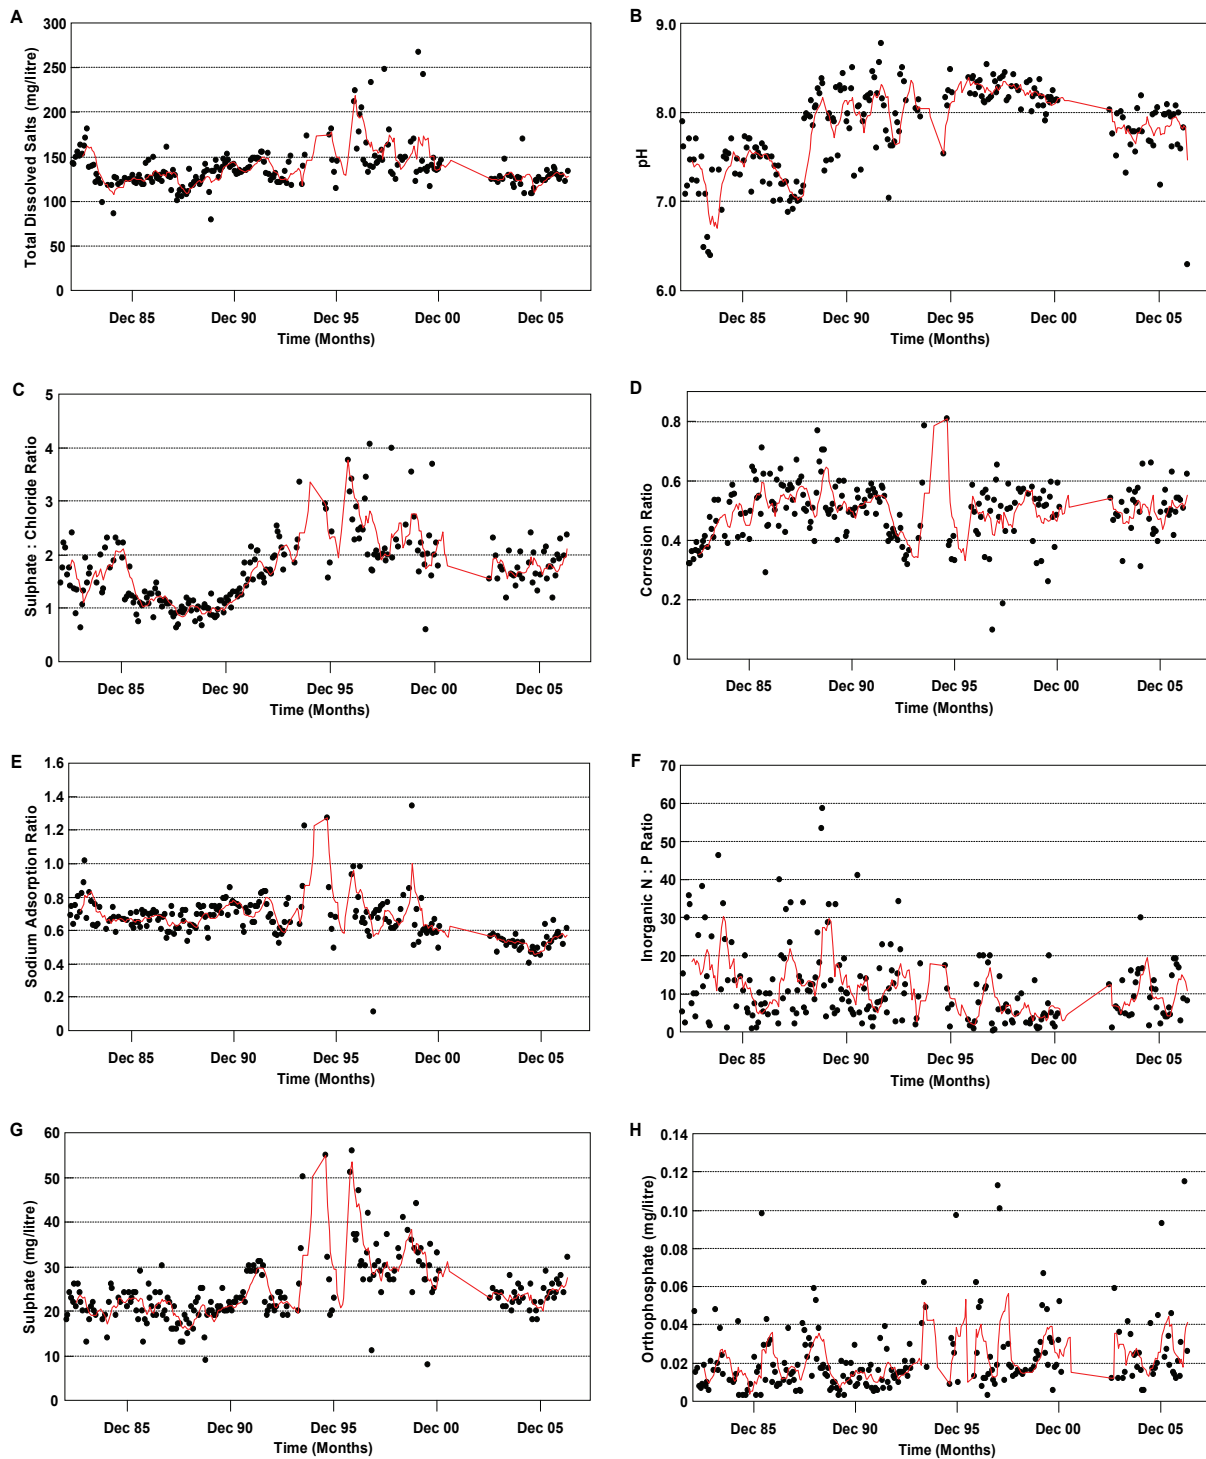 A
Total Dissolved Salts (mg/litre)
300
250
200
150
100
50
0
Dec 85 Dec 90 Dec 95 Dec 00 Dec 05
Time (Months)
B
pH
9.0
8.0
7.0
6.0
Dec 85 Dec 90 Dec 95 Dec 00 Dec 05
Time (Months)
C
Sulphate : Chloride Ratio
5
4
3
2
1
0
Dec 85 Dec 90 Dec 95 Dec 00 Dec 05
Time (Months)
D
Corrosion Ratio
0.8
0.6
0.4
0.2
0
Dec 85 Dec 90 Dec 95 Dec 00 Dec 05
Time (Months)
E
Sodium Adsorption Ratio
1.6
1.4
1.2
1.0
0.8
0.6
0.4
0.2
0
Dec 85 Dec 90 Dec 95 Dec 00 Dec 05
Time (Months)
F
Inorganic N : P Ratio
70
60
50
40
30
20
10
0
Dec 85 Dec 90 Dec 95 Dec 00 Dec 05
Time (Months)
G
Sulphate (mg/litre)
60
50
40
30
20
10
0
Dec 85 Dec 90 Dec 95 Dec 00 Dec 05
Time (Months)
H
Orthophosphate (mg/litre)
0.14
0.12
0.10
0.08
0.06
0.04
0.02
0
Dec 85 Dec 90 Dec 95 Dec 00 Dec 05
Time (Months)